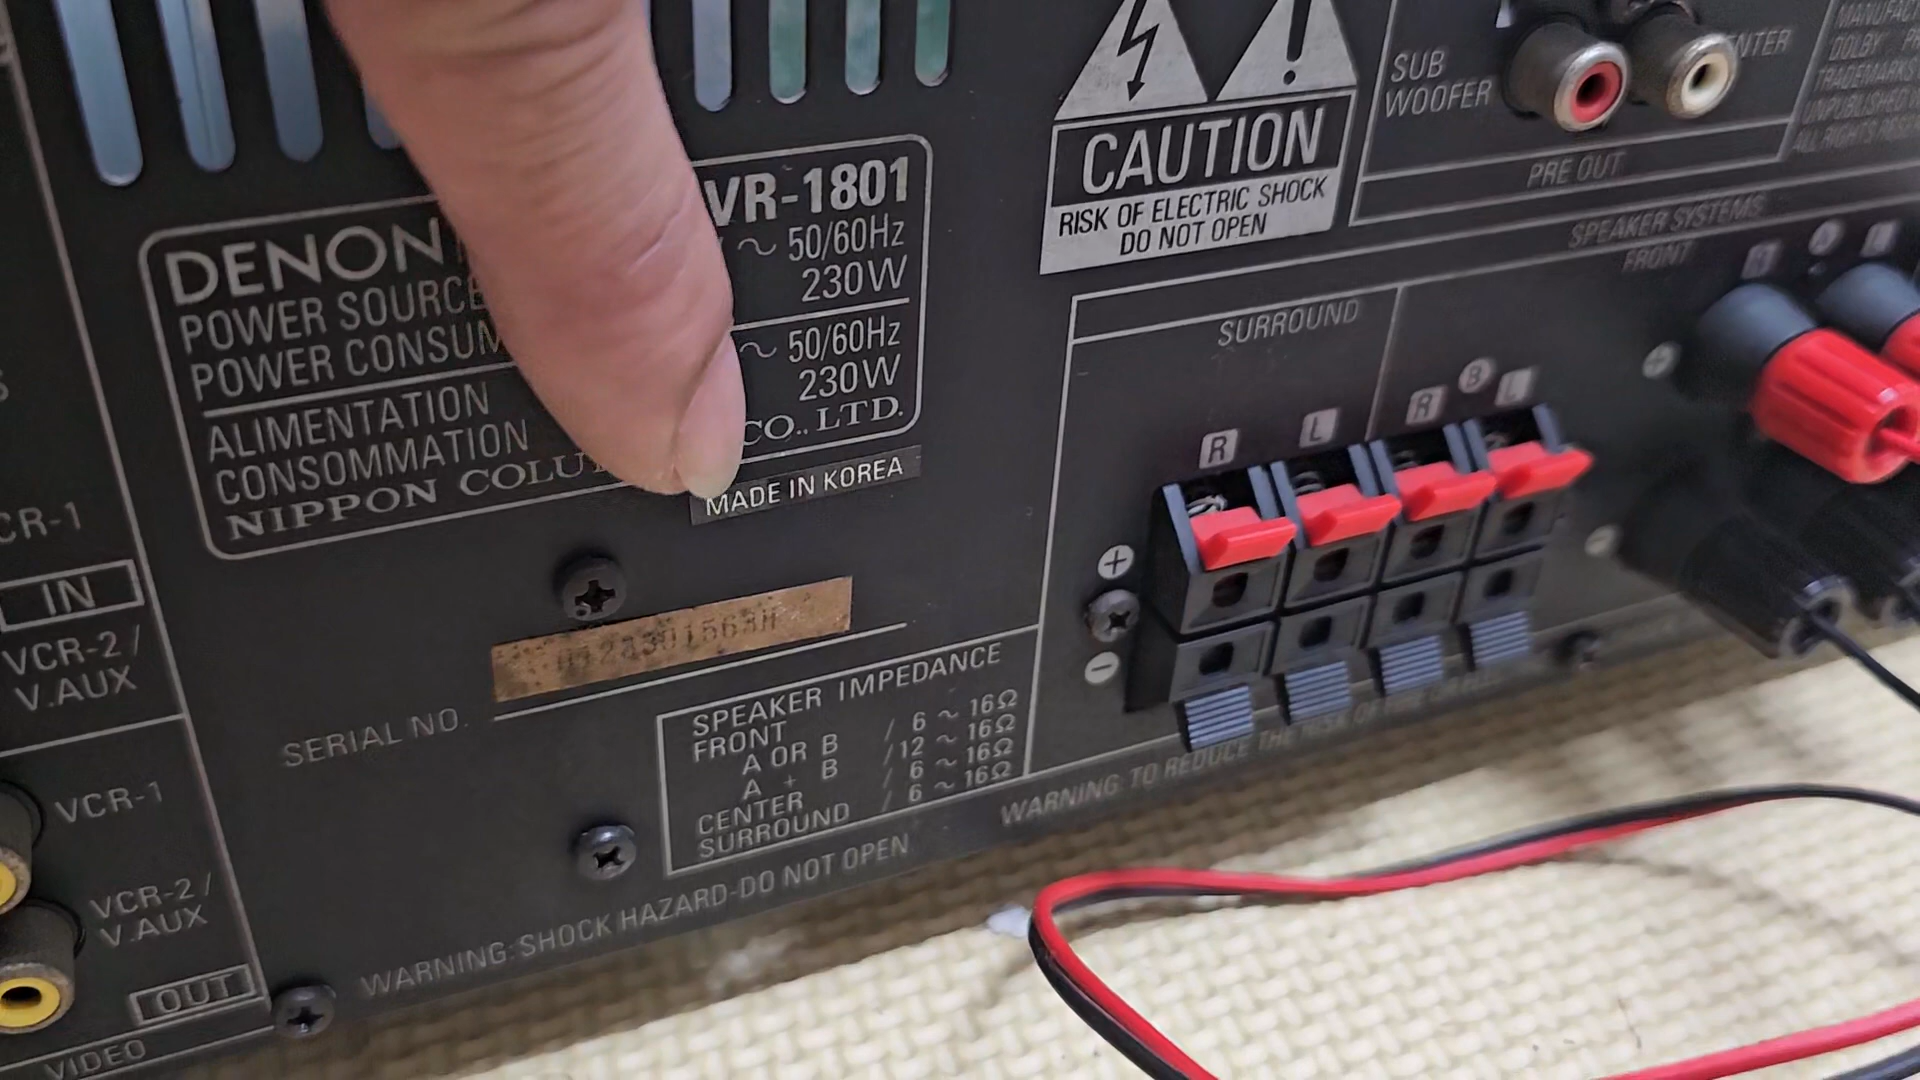 DENON
VR-1801
POWER SOURCE
~ 50/60Hz
POWER CONSUM
230W
ALIMENTATION
~ 50/60Hz
CONSOMMATION
230W
NIPPON COLU
CO., LTD.
MADE IN KOREA
SERIAL NO.
SPEAKER IMPEDANCE
FRONT
A OR B / 6 ~ 16Ω
A + B / 12 ~ 16Ω
CENTER / 6 ~ 16Ω
SURROUND / 6 ~ 16Ω
WARNING: SHOCK HAZARD-DO NOT OPEN
WARNING: TO REDUCE THE RISK OF
CAUTION
RISK OF ELECTRIC SHOCK
DO NOT OPEN
SUB
WOOFER
PRE OUT
DOLBY
TRADEMARKS
SPEAKER SYSTEMS
FRONT
SURROUND
R L R B L
+
−
+
−
CR-1
IN
VCR-2 /
V.AUX
VCR-1
VCR-2 /
V.AUX
OUT
VIDEO